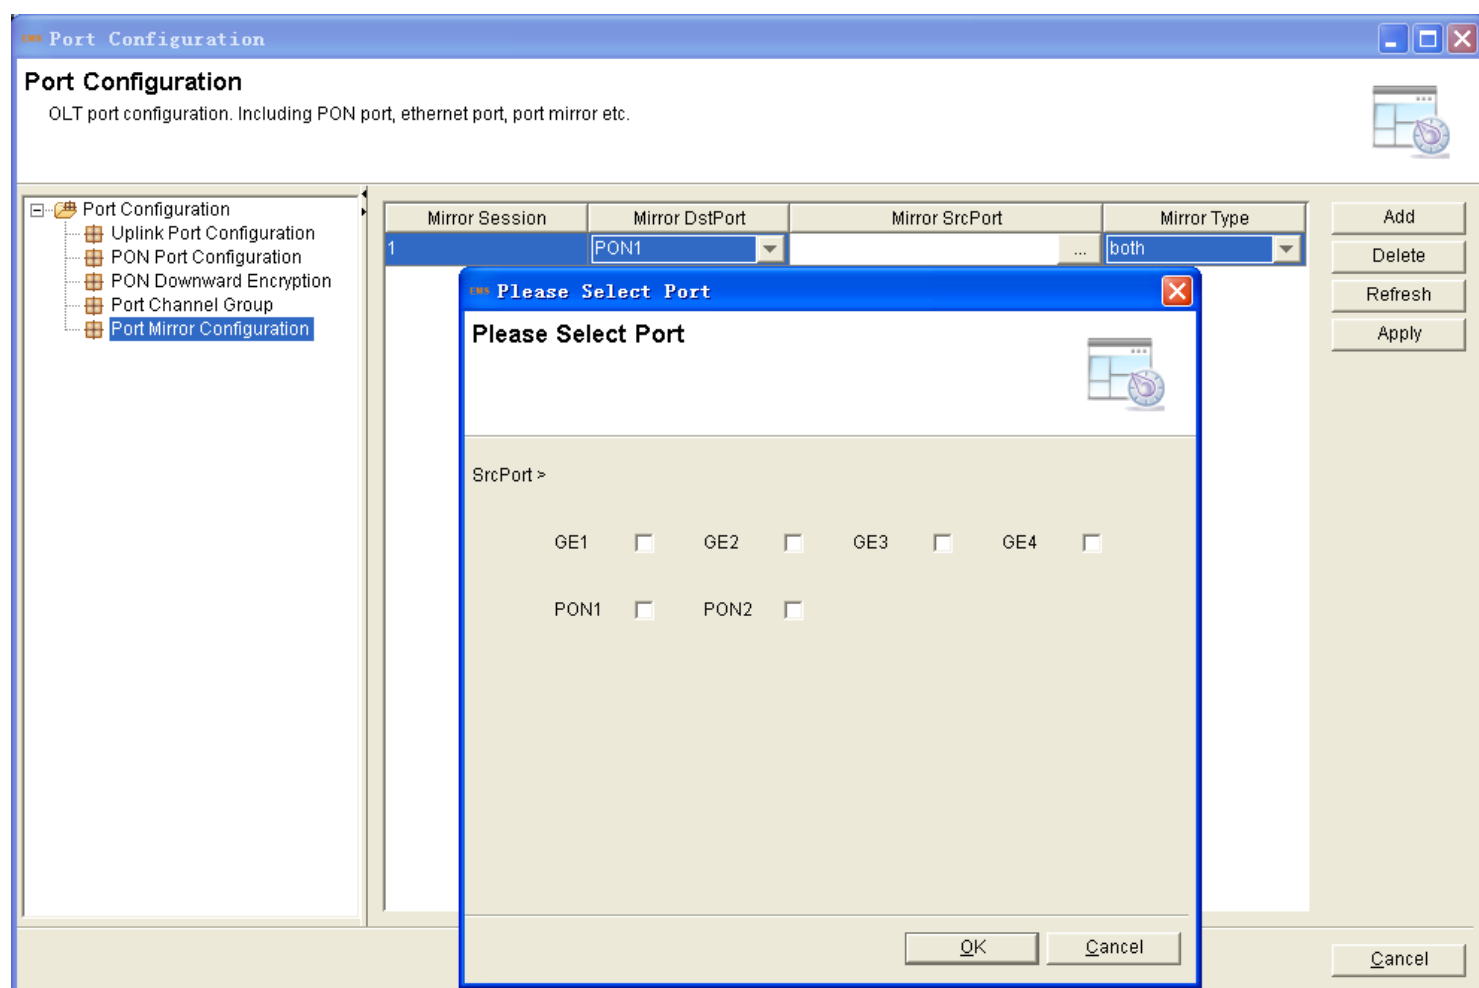 EMS Port Configuration
Port Configuration
OLT port configuration. Including PON port, ethernet port, port mirror etc.
Port Configuration
Uplink Port Configuration
PON Port Configuration
PON Downward Encryption
Port Channel Group
Port Mirror Configuration
Mirror Session Mirror DstPort Mirror SrcPort Mirror Type
1 PON1 ... both
Add
Delete
Refresh
Apply
EMS Please Select Port
Please Select Port
SrcPort >
GE1 GE2 GE3 GE4
PON1 PON2
OK Cancel
Cancel